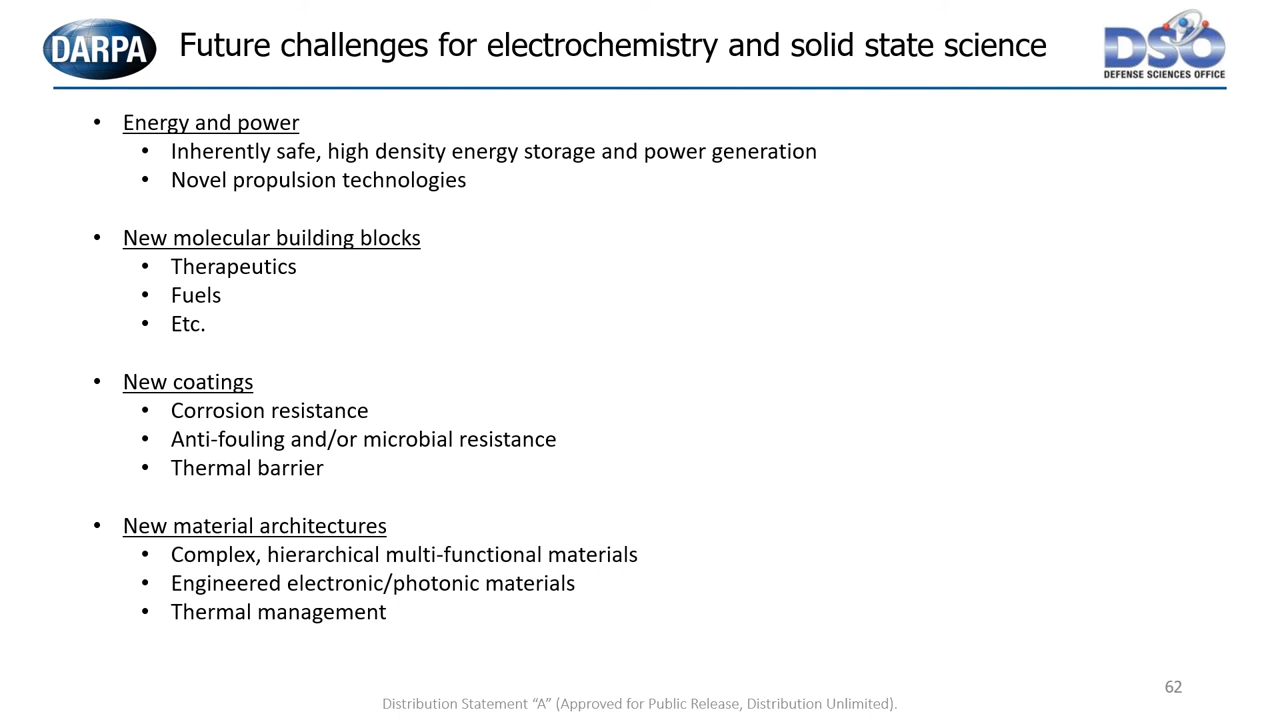 DARPA
Future challenges for electrochemistry and solid state science
DSO
DEFENSE SCIENCES OFFICE
• Energy and power
• Inherently safe, high density energy storage and power generation
• Novel propulsion technologies
• New molecular building blocks
• Therapeutics
• Fuels
• Etc.
• New coatings
• Corrosion resistance
• Anti-fouling and/or microbial resistance
• Thermal barrier
• New material architectures
• Complex, hierarchical multi-functional materials
• Engineered electronic/photonic materials
• Thermal management
62
Distribution Statement “A” (Approved for Public Release, Distribution Unlimited).